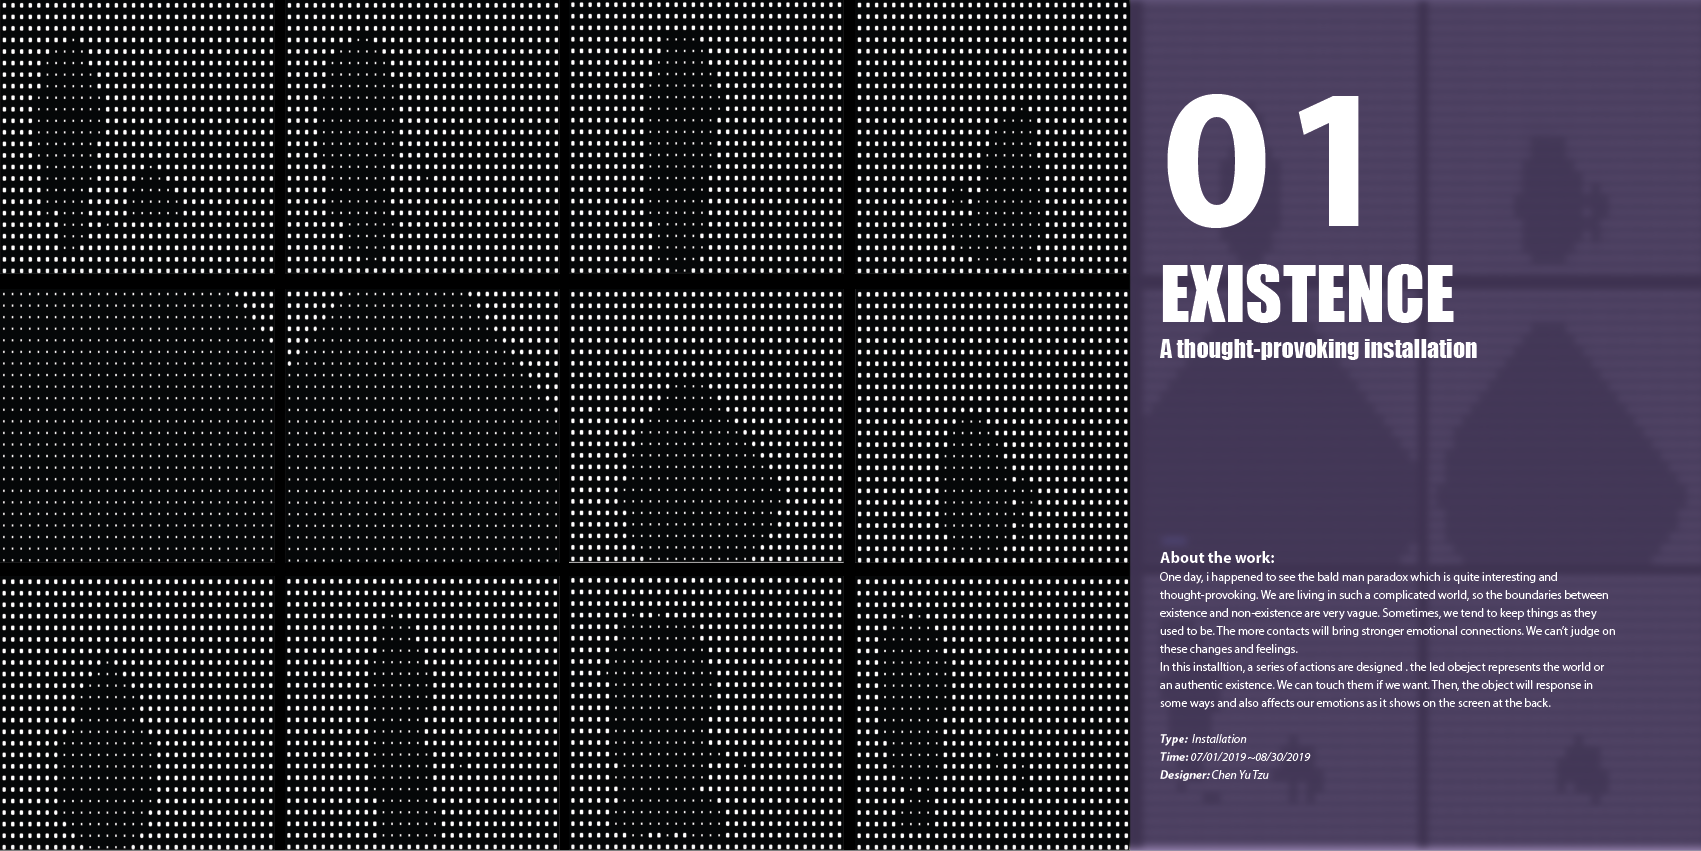 01
EXISTENCE
A thought-provoking installation
About the work:
One day, i happened to see the bald man paradox which is quite interesting and
thought-provoking. We are living in such a complicated world, so the boundaries between
existence and non-existence are very vague. Sometimes, we tend to keep things as they
used to be. The more contacts will bring stronger emotional connections. We can't judge on
these changes and feelings.
In this installtion, a series of actions are designed . the led obeject represents the world or
an authentic existence. We can touch them if we want. Then, the object will response in
some ways and also affects our emotions as it shows on the screen at the back.
Type: Installation
Time: 07/01/2019~08/30/2019
Designer: Chen Yu Tzu